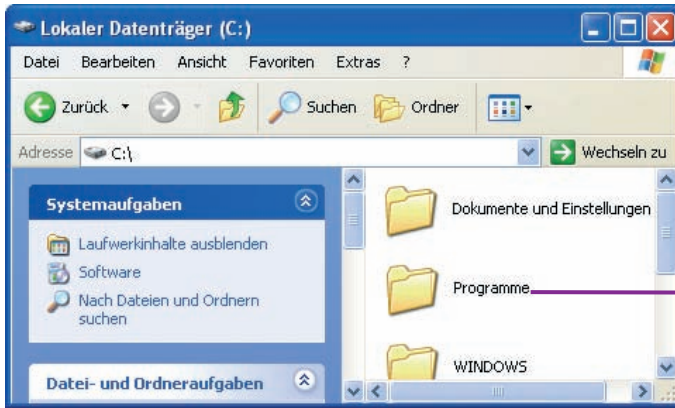 Lokaler Datenträger (C:)
Datei Bearbeiten Ansicht Favoriten Extras ?
Zurück Suchen Ordner
Adresse C:\ Wechseln zu
Systemaufgaben
Laufwerkinhalte ausblenden
Software
Nach Dateien und Ordnern
suchen
Datei- und Ordneraufgaben
Dokumente und Einstellungen
Programme
WINDOWS